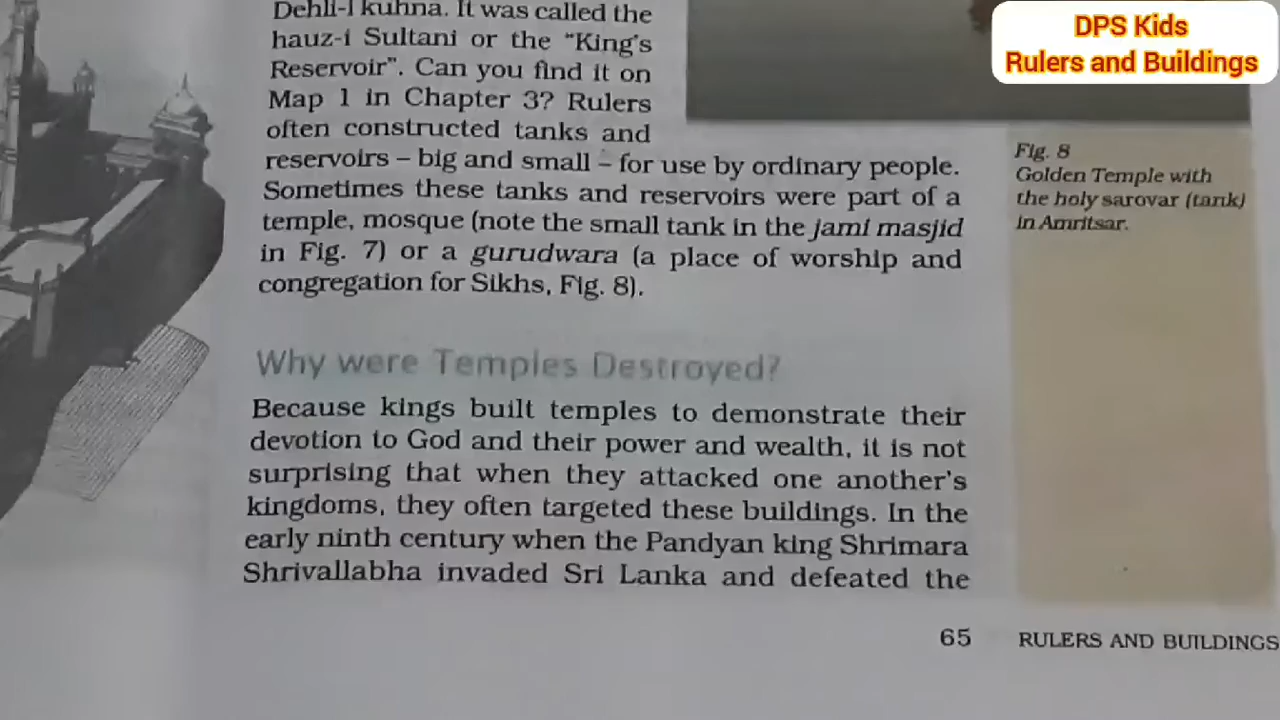 Dehli-i kuhna. It was called the
hauz-i Sultani or the “King's
Reservoir”. Can you find it on
Map 1 in Chapter 3? Rulers
often constructed tanks and
reservoirs – big and small – for use by ordinary people.
Sometimes these tanks and reservoirs were part of a
temple, mosque (note the small tank in the jami masjid
in Fig. 7) or a gurudwara (a place of worship and
congregation for Sikhs, Fig. 8).
Why were Temples Destroyed?
Because kings built temples to demonstrate their
devotion to God and their power and wealth, it is not
surprising that when they attacked one another's
kingdoms, they often targeted these buildings. In the
early ninth century when the Pandyan king Shrimara
Shrivallabha invaded Sri Lanka and defeated the
DPS Kids
Rulers and Buildings
Fig. 8
Golden Temple with
the holy sarovar (tank)
in Amritsar.
65 RULERS AND BUILDINGS